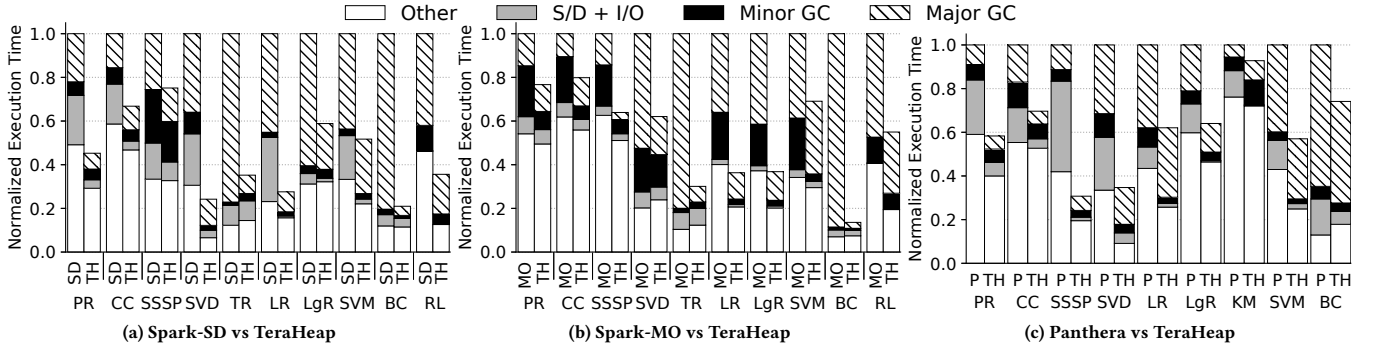 Other S/D + I/O Minor GC Major GC
Normalized Execution Time
1.0
0.8
0.6
0.4
0.2
0.0
SD TH SD TH SD TH SD TH SD TH SD TH SD TH SD TH SD TH SD TH
PR CC SSSP SVD TR LR LgR SVM BC RL
(a) Spark-SD vs TeraHeap
Normalized Execution Time
1.0
0.8
0.6
0.4
0.2
0.0
MO TH MO TH MO TH MO TH MO TH MO TH MO TH MO TH MO TH MO TH
PR CC SSSP SVD TR LR LgR SVM BC RL
(b) Spark-MO vs TeraHeap
Normalized Execution Time
1.0
0.8
0.6
0.4
0.2
0.0
P TH P TH P TH P TH P TH P TH P TH P TH P TH
PR CC SSSP SVD LR LgR KM SVM BC
(c) Panthera vs TeraHeap